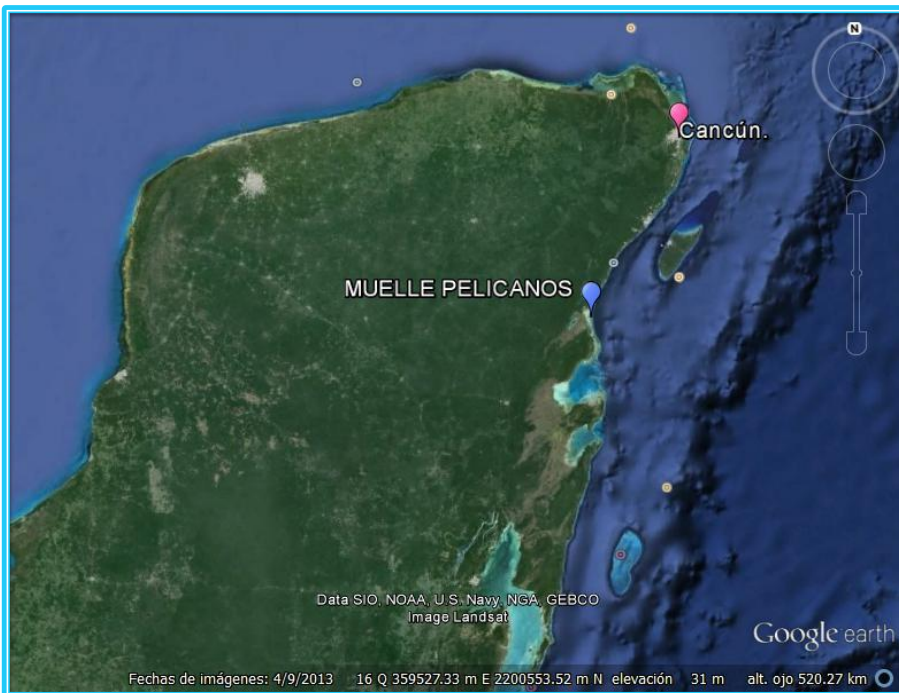 N
Cancún.
MUELLE PELICANOS
Data SIO, NOAA, U.S. Navy, NGA, GEBCO
Image Landsat
Google earth
Fechas de imágenes: 4/9/2013 16 Q 359527.33 m E 2200553.52 m N elevación 31 m alt. ojo 520.27 km